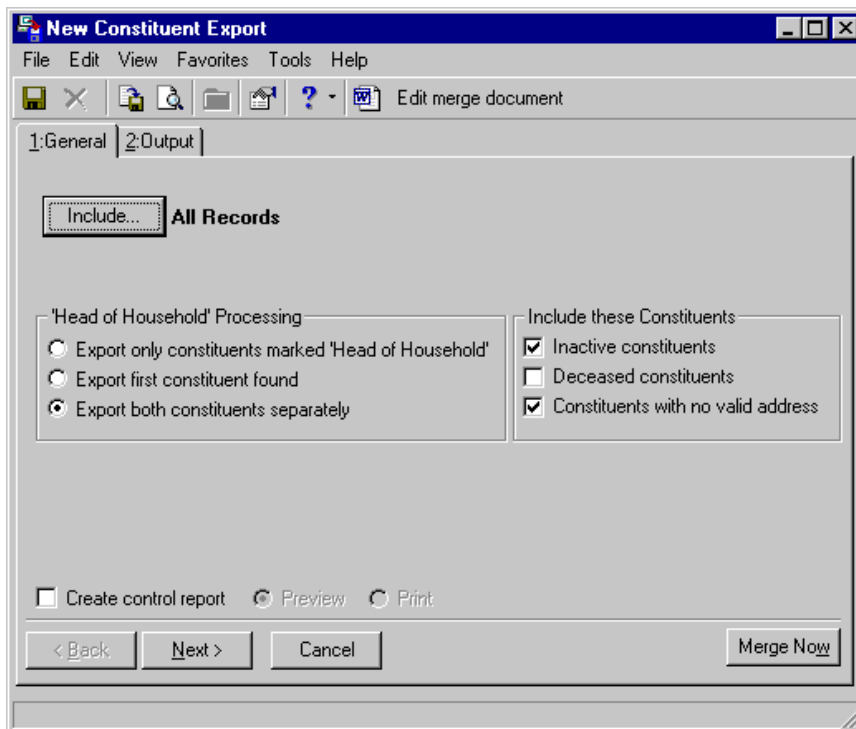 New Constituent Export
File Edit View Favorites Tools Help
? Edit merge document
1:General 2:Output
Include... All Records
'Head of Household' Processing
Export only constituents marked 'Head of Household'
Export first constituent found
Export both constituents separately
Include these Constituents
Inactive constituents
Deceased constituents
Constituents with no valid address
Create control report Preview Print
< Back Next > Cancel Merge Now